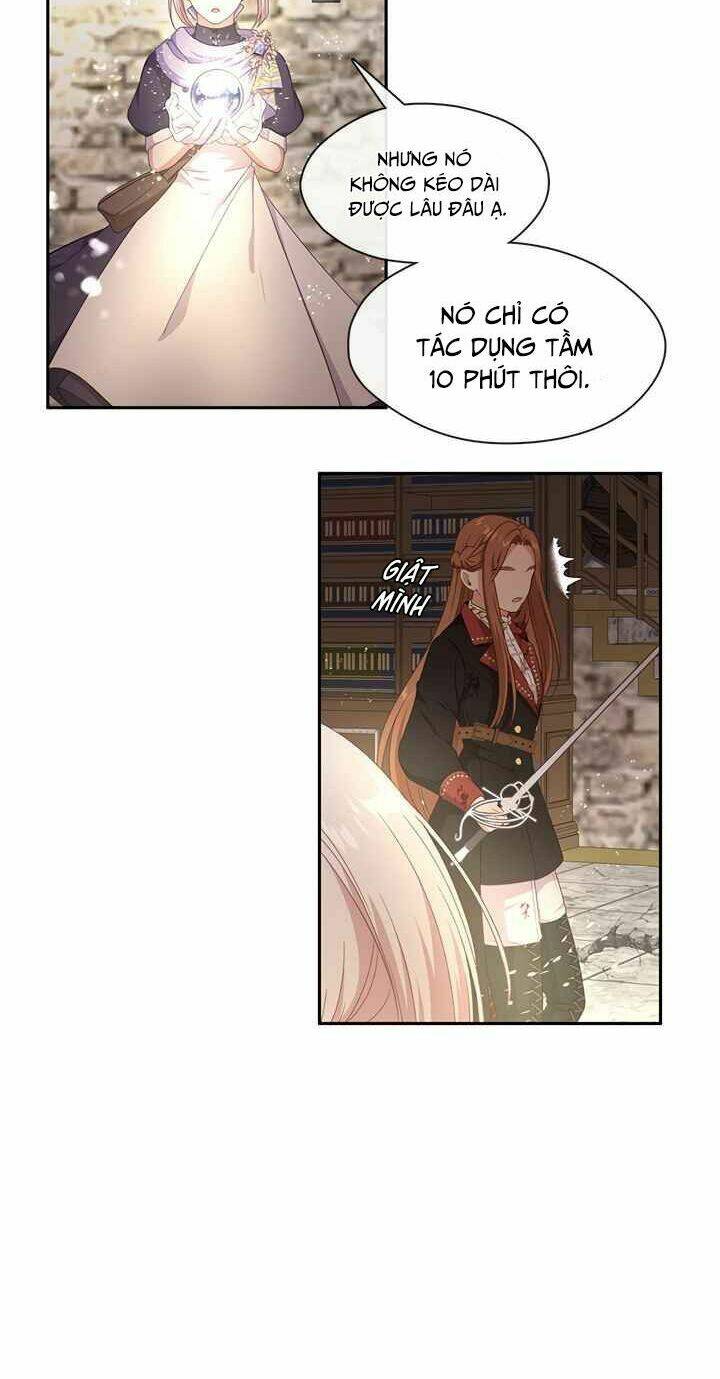 NHƯNG NÓ
KHÔNG KÉO DÀI
ĐƯỢC LÂU ĐÂU Ạ.
NÓ CHỈ CÓ
TÁC DỤNG TẦM
10 PHÚT THÔI.
GIẬT
MÌNH